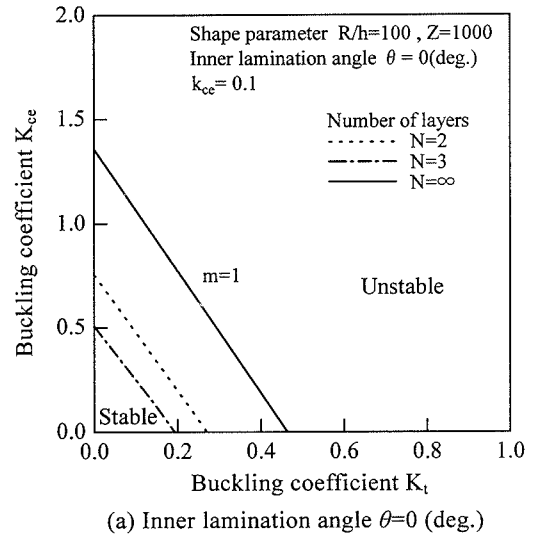 Shape parameter R/h=100 , Z=1000
Inner lamination angle θ = 0(deg.)
k_ce= 0.1
Number of layers
N=2
N=3
N=∞
Buckling coefficient K_ce
2.0
1.5
1.0
0.5
0.0
m=1
Unstable
Stable
0.0 0.2 0.4 0.6 0.8 1.0
Buckling coefficient K_t
(a) Inner lamination angle θ=0 (deg.)